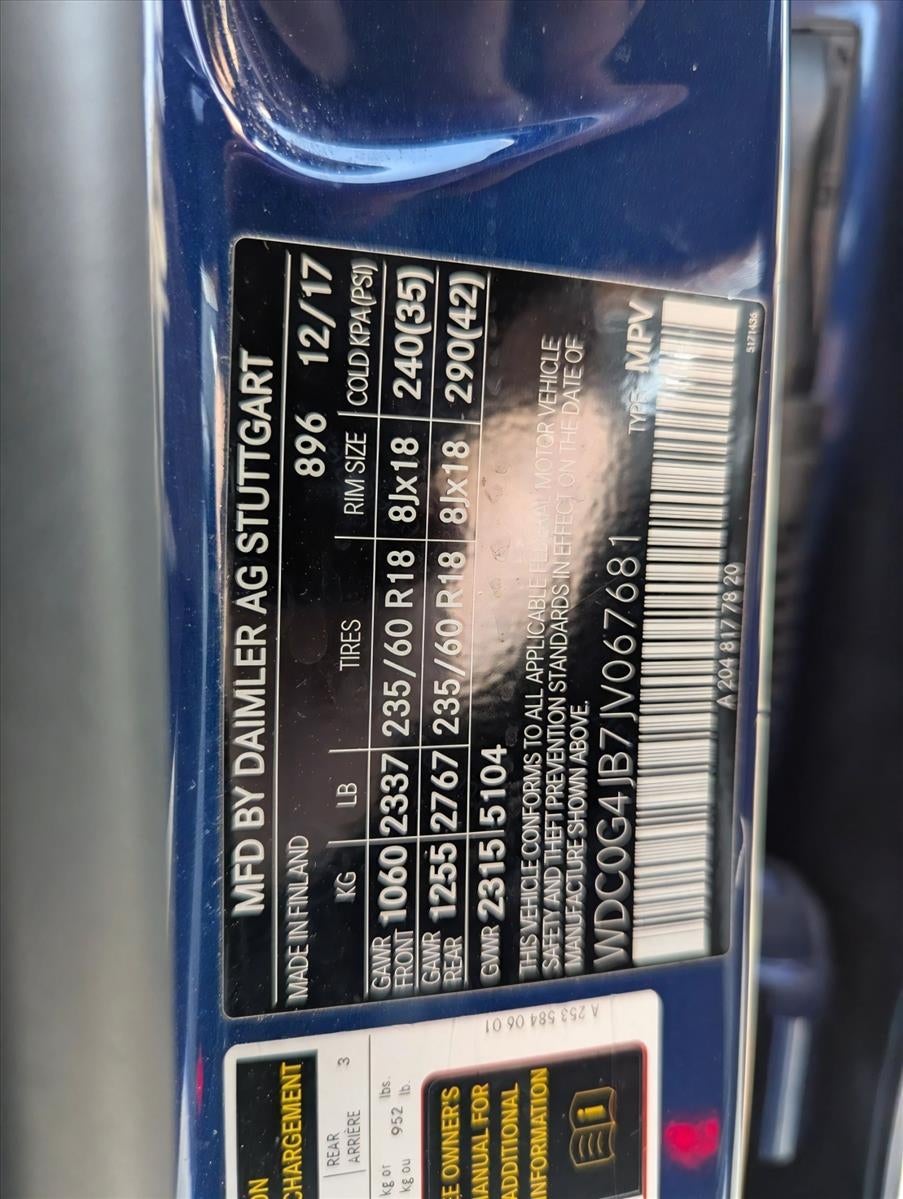 MFD BY DAIMLER AG STUTTGART
MADE IN FINLAND 896 12/17
KG LB TIRES RIM SIZE COLD KPA(PSI)
GAWR FRONT 1060 2337 235/60 R18 8Jx18 240(35)
GAWR REAR 1255 2767 235/60 R18 8Jx18 290(42)
GVWR 2315 5104
THIS VEHICLE CONFORMS TO ALL APPLICABLE FEDERAL MOTOR VEHICLE
SAFETY AND THEFT PREVENTION STANDARDS IN EFFECT ON THE DATE OF
MANUFACTURE SHOWN ABOVE.
WDC0G4JB7JV067681 TYPE: MPV
A 204 817 78 20 5171436
CHARGEMENT
REAR
ARRIÈRE 3
kg or lbs.
kg ou 952 lb.
OWNER'S
MANUAL FOR
ADDITIONAL
INFORMATION
A 253 584 06 01